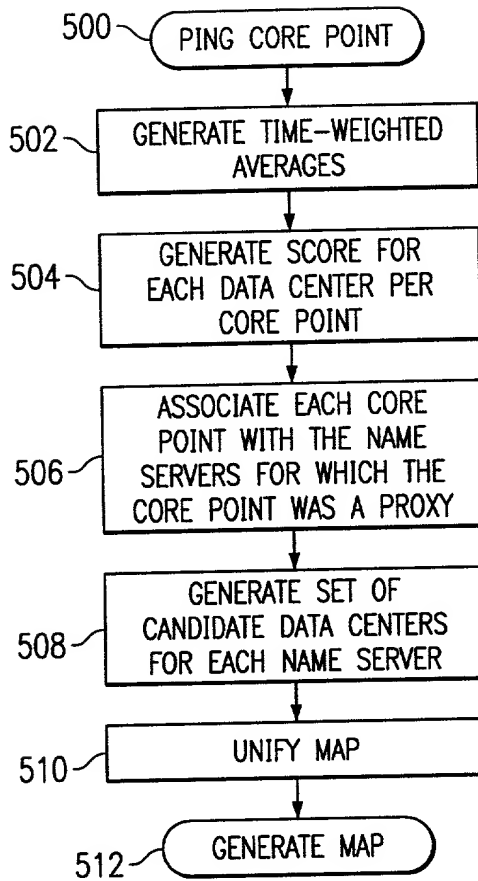 500 PING CORE POINT
502 GENERATE TIME-WEIGHTED
AVERAGES
504 GENERATE SCORE FOR
EACH DATA CENTER PER
CORE POINT
506 ASSOCIATE EACH CORE
POINT WITH THE NAME
SERVERS FOR WHICH THE
CORE POINT WAS A PROXY
508 GENERATE SET OF
CANDIDATE DATA CENTERS
FOR EACH NAME SERVER
510 UNIFY MAP
512 GENERATE MAP